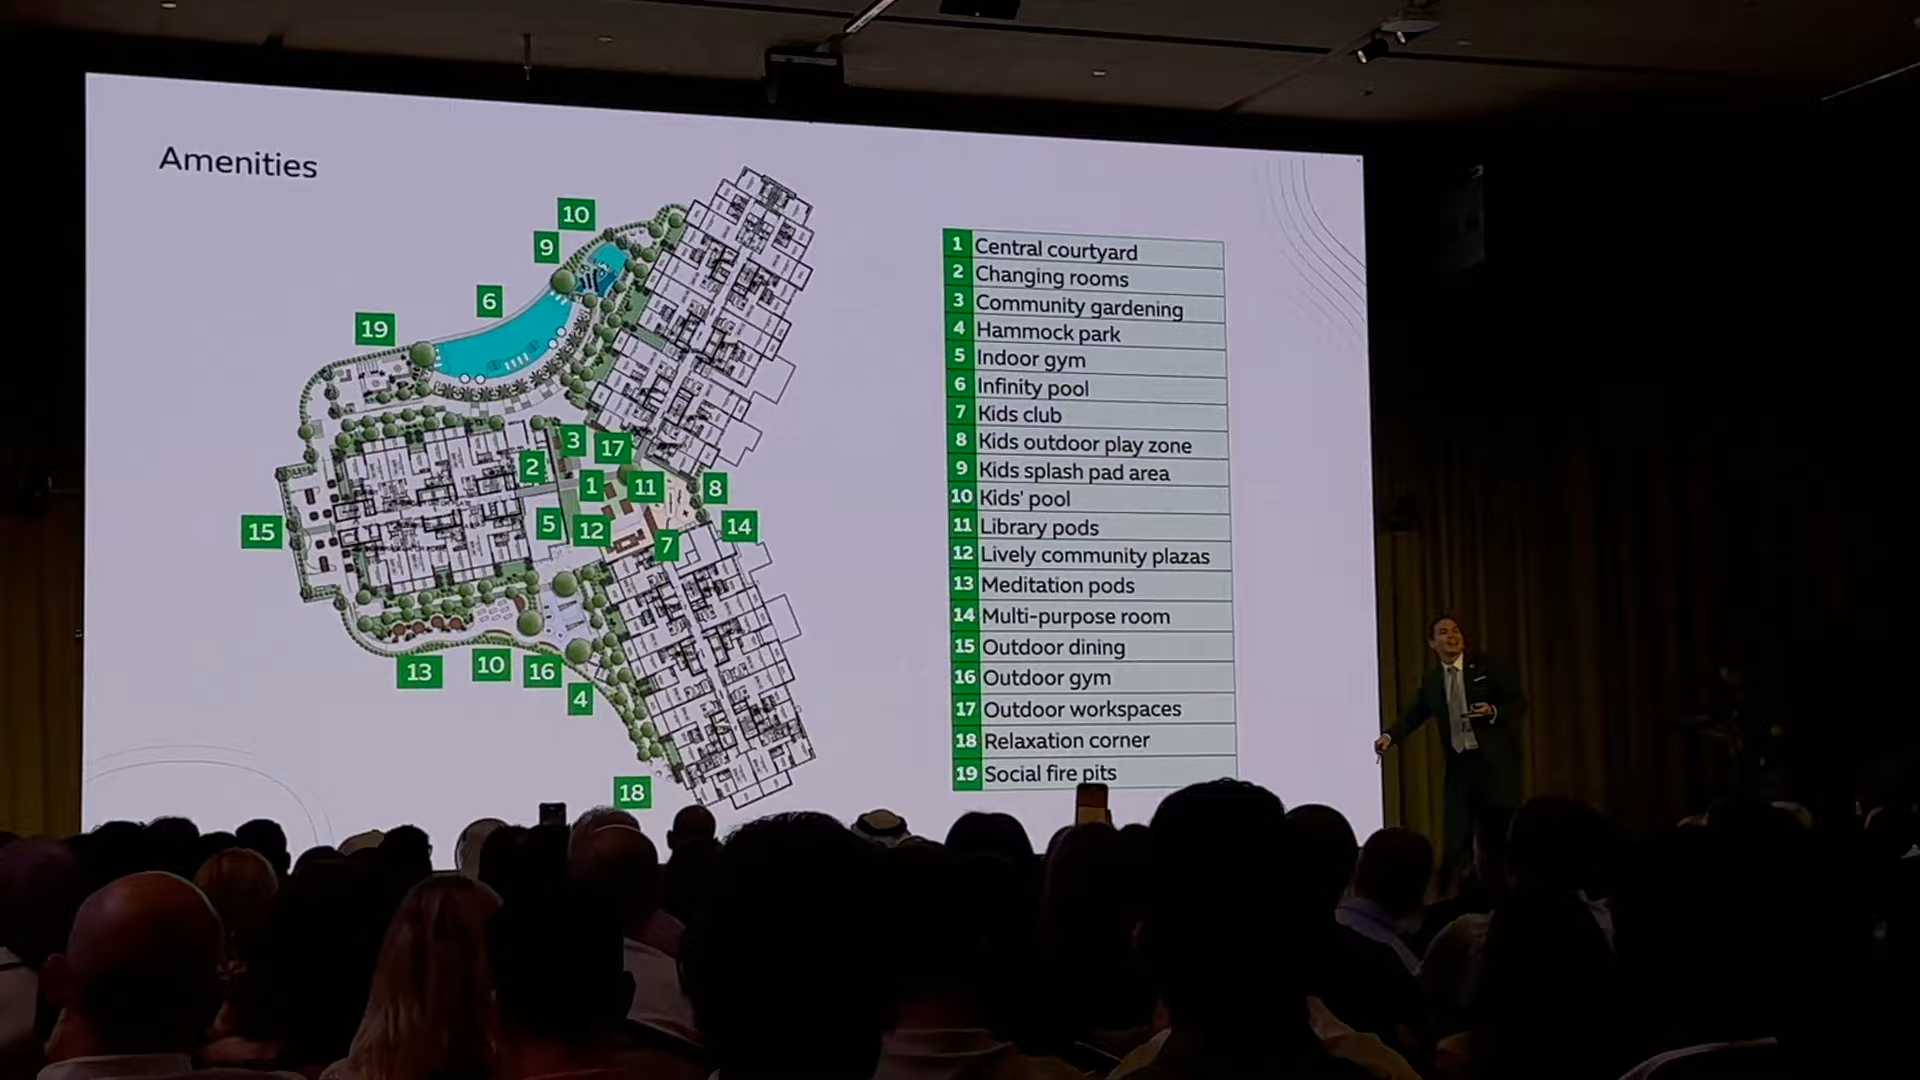 Amenities
10
9
6
19
3
17
2
1
11
8
15
5
12
14
7
13
10
16
4
18
1 Central courtyard
2 Changing rooms
3 Community gardening
4 Hammock park
5 Indoor gym
6 Infinity pool
7 Kids club
8 Kids outdoor play zone
9 Kids splash pad area
10 Kids' pool
11 Library pods
12 Lively community plazas
13 Meditation pods
14 Multi-purpose room
15 Outdoor dining
16 Outdoor gym
17 Outdoor workspaces
18 Relaxation corner
19 Social fire pits